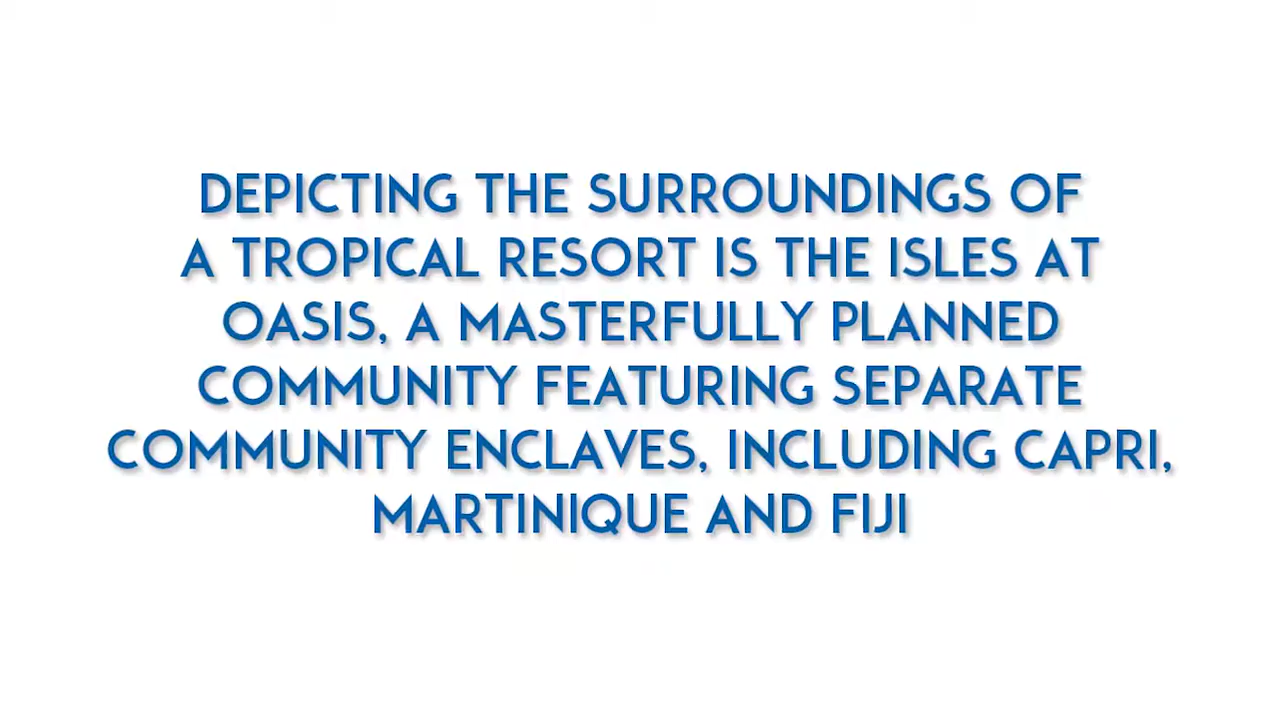 DEPICTING THE SURROUNDINGS OF
A TROPICAL RESORT IS THE ISLES AT
OASIS, A MASTERFULLY PLANNED
COMMUNITY FEATURING SEPARATE
COMMUNITY ENCLAVES, INCLUDING CAPRI,
MARTINIQUE AND FIJI